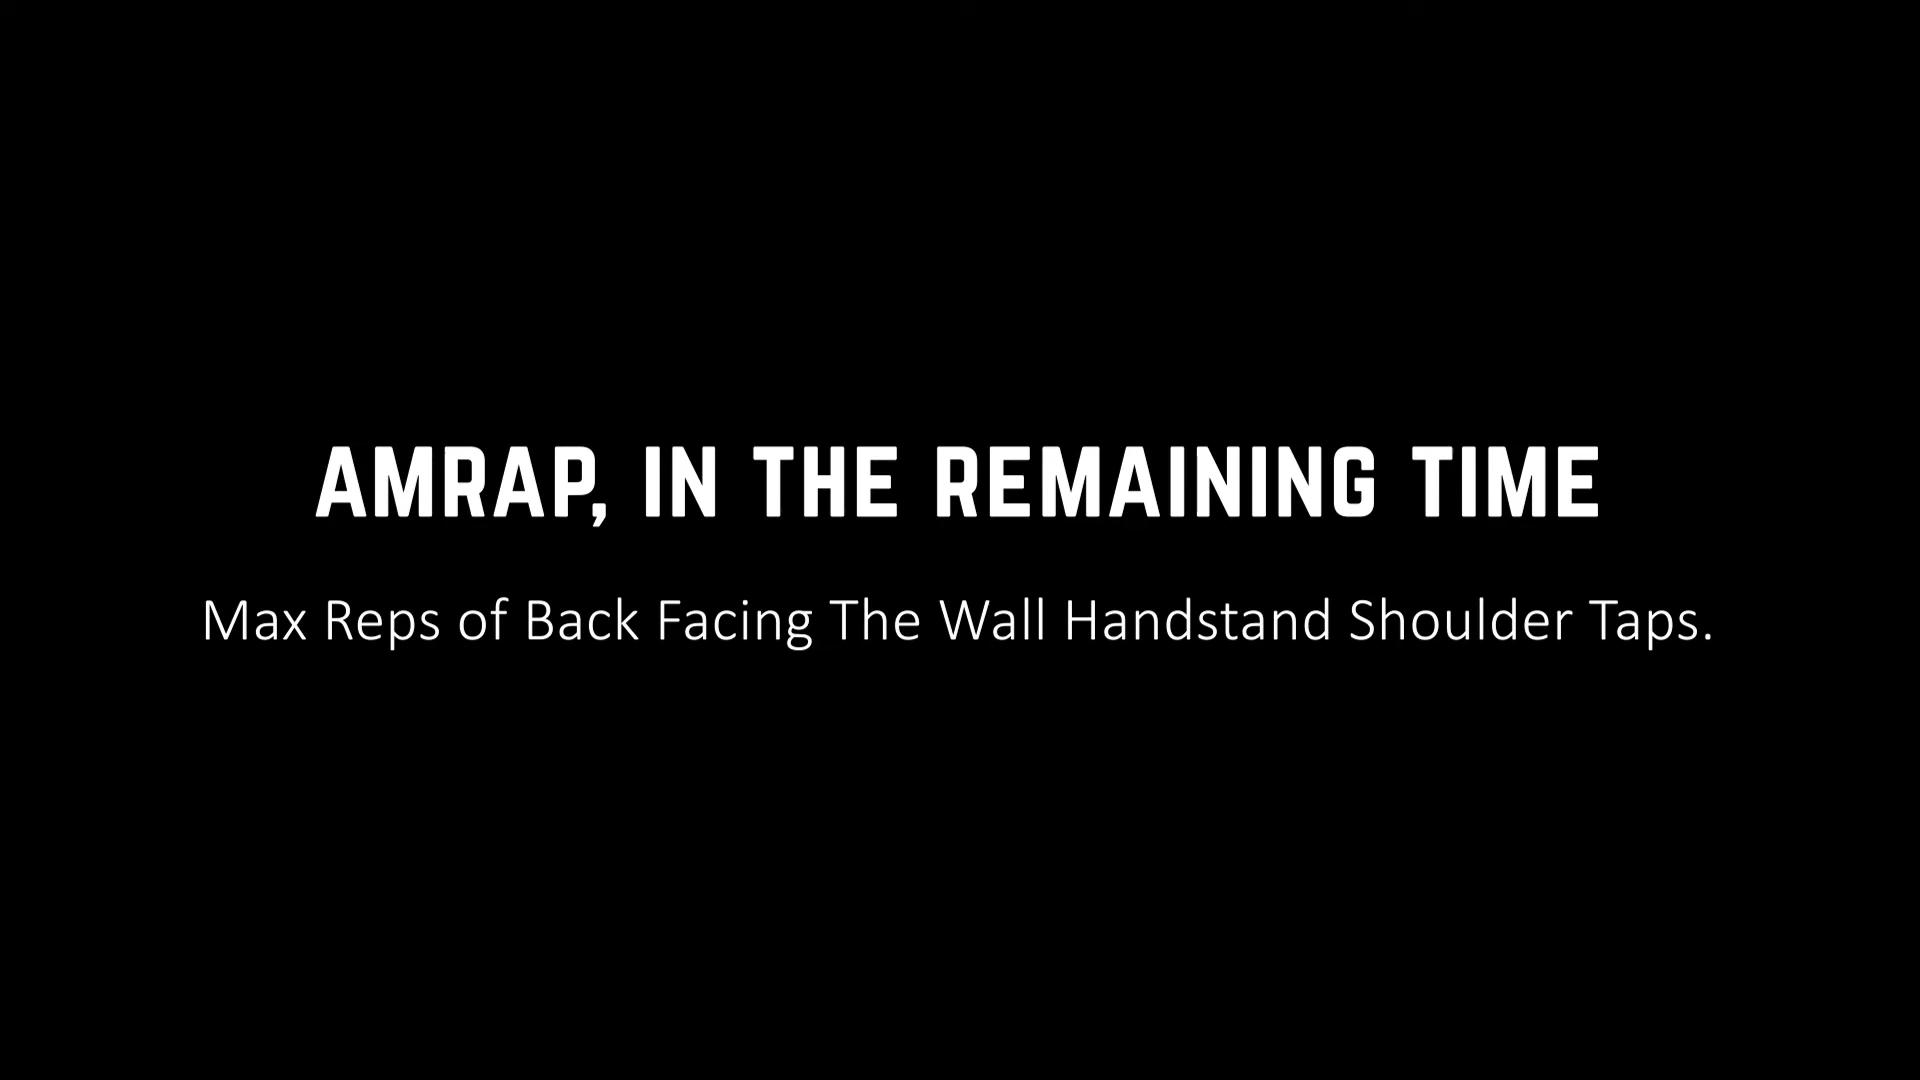 AMRAP, IN THE REMAINING TIME
Max Reps of Back Facing The Wall Handstand Shoulder Taps.